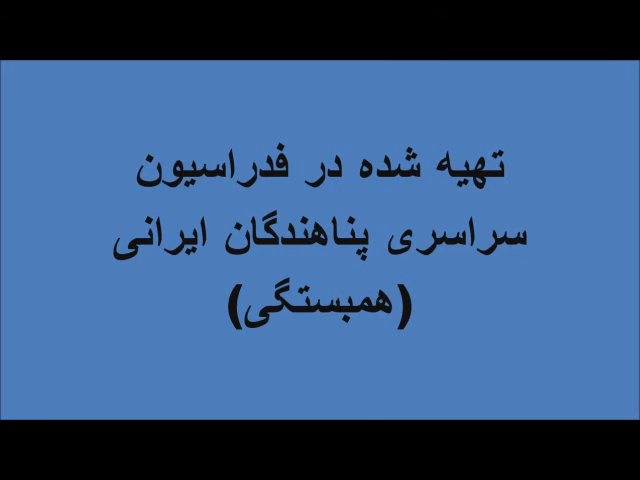 تهیه شده در فدراسیون
سراسری پناهندگان ایرانی
(همبستگی)